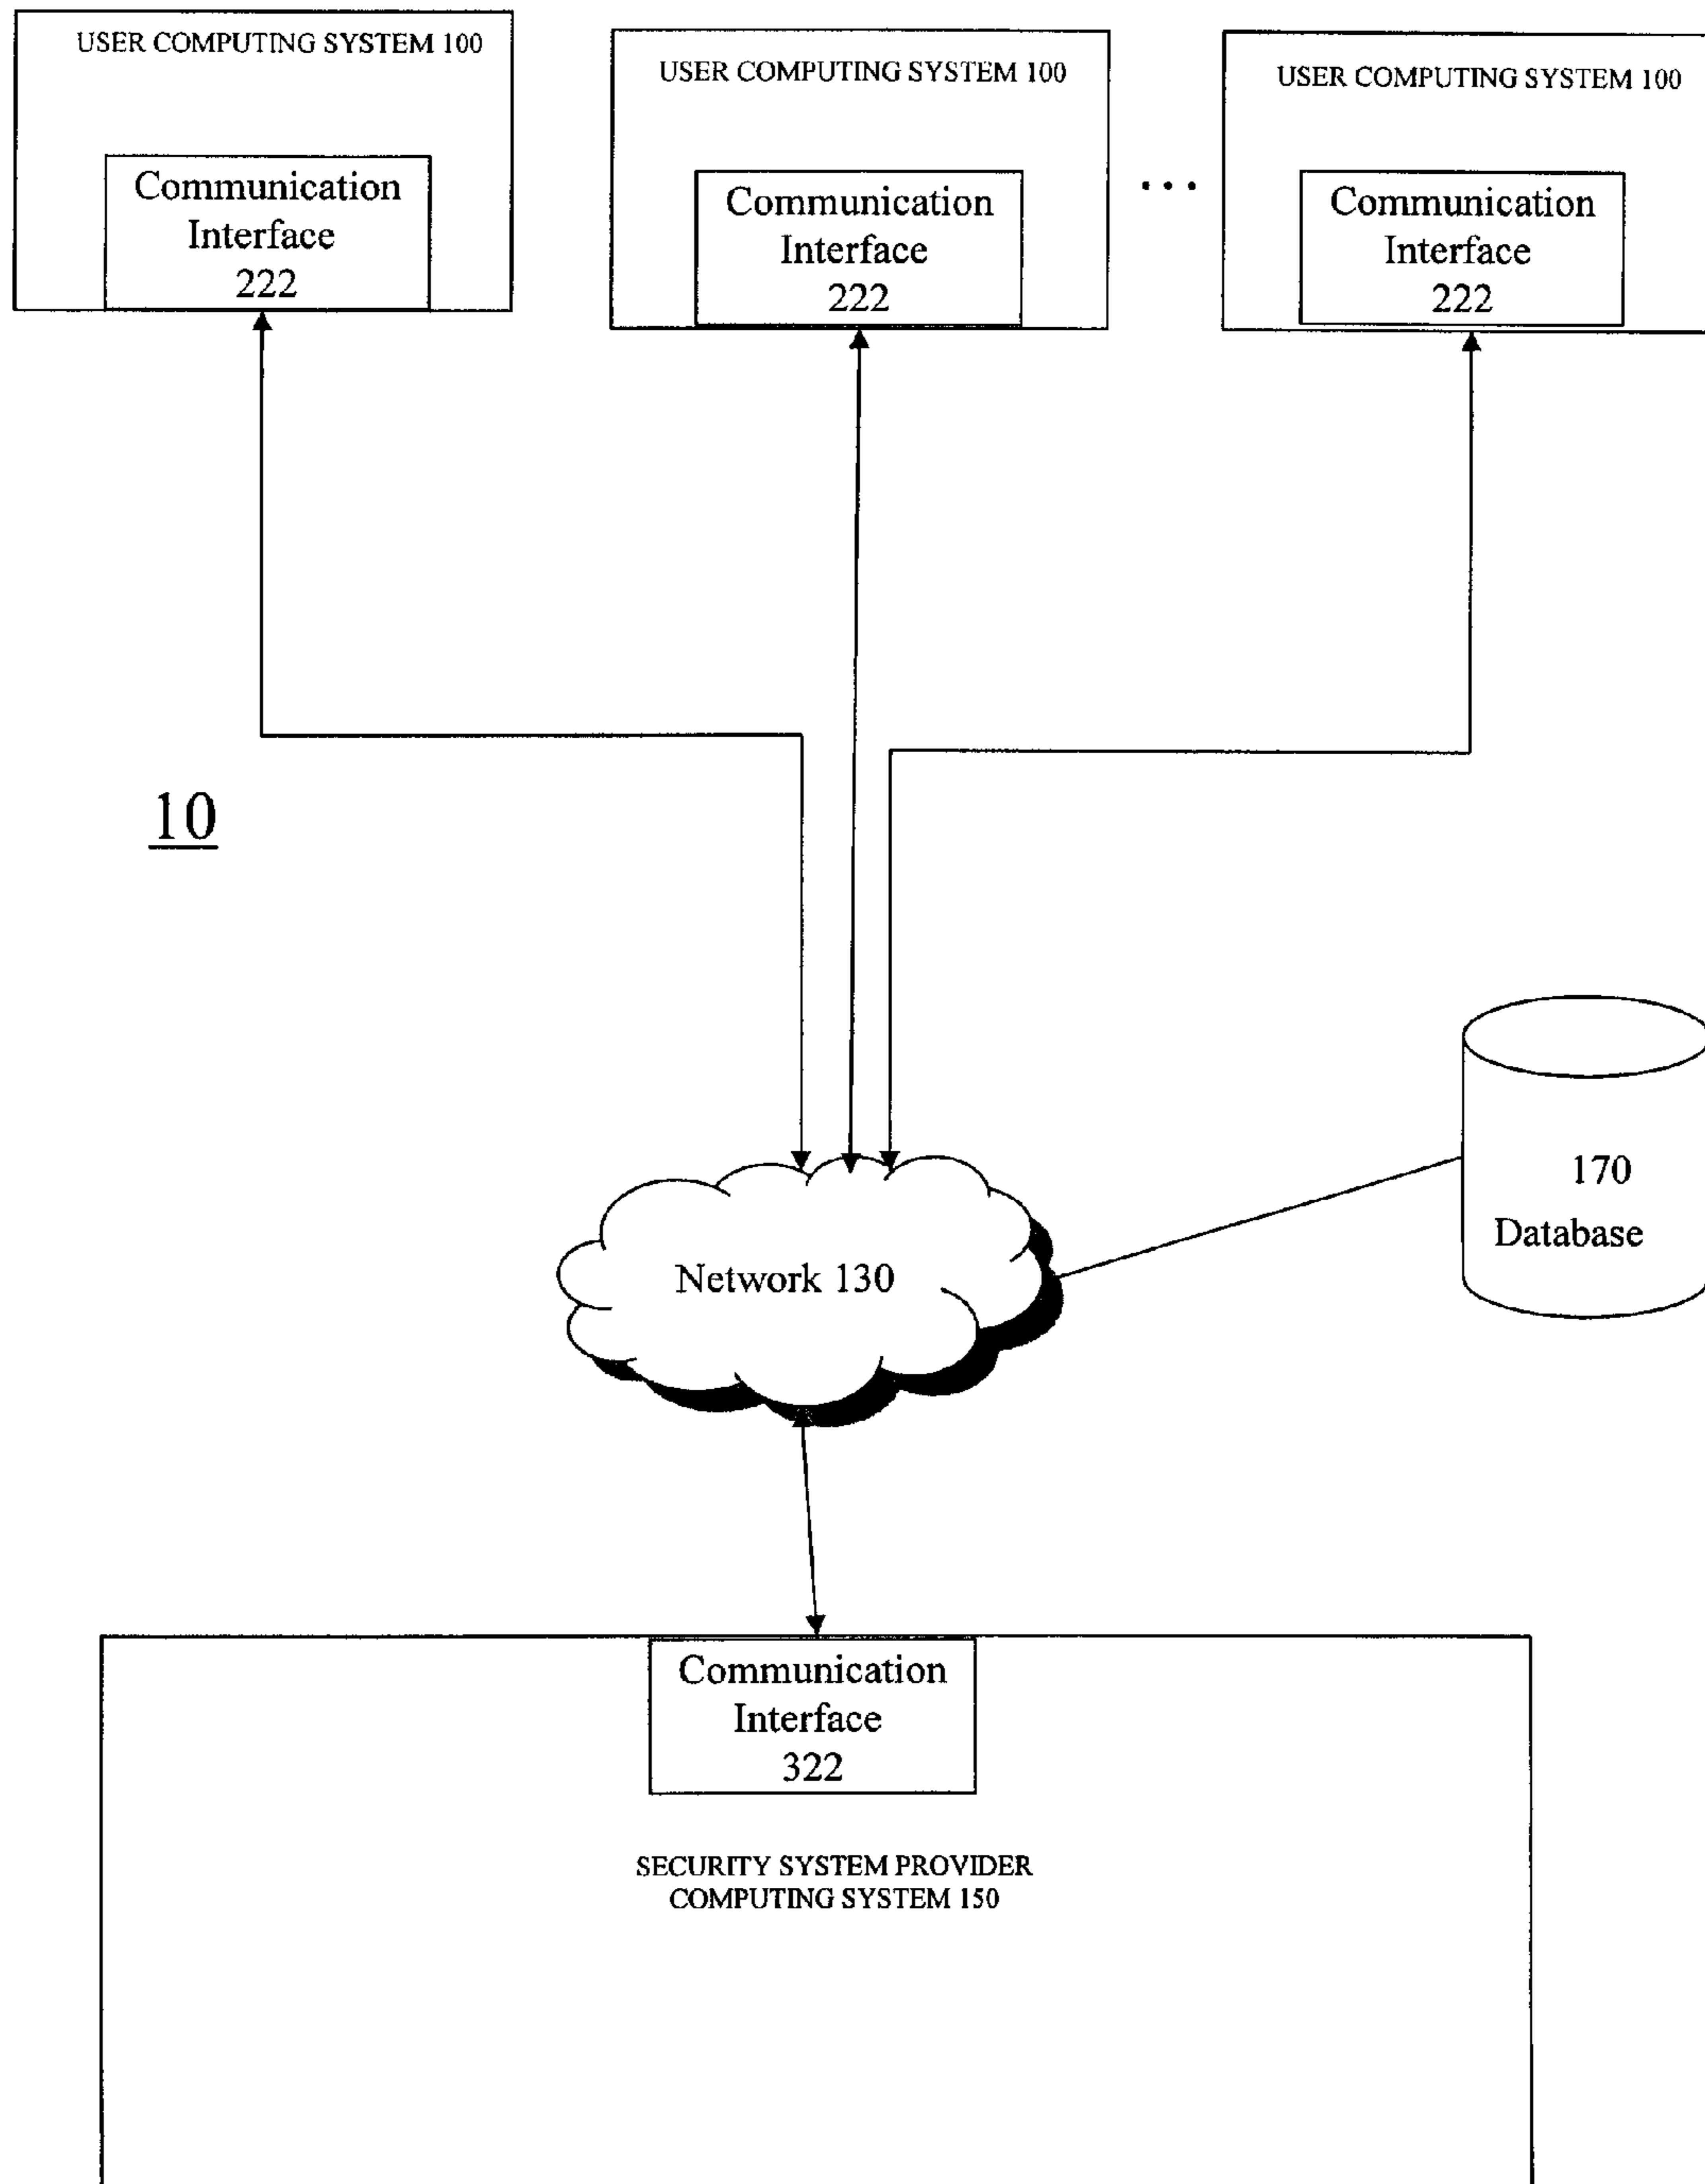 USER COMPUTING SYSTEM 100
Communication
Interface
222
USER COMPUTING SYSTEM 100
Communication
Interface
222
...
USER COMPUTING SYSTEM 100
Communication
Interface
222
10
170
Database
Network 130
Communication
Interface
322
SECURITY SYSTEM PROVIDER
COMPUTING SYSTEM 150